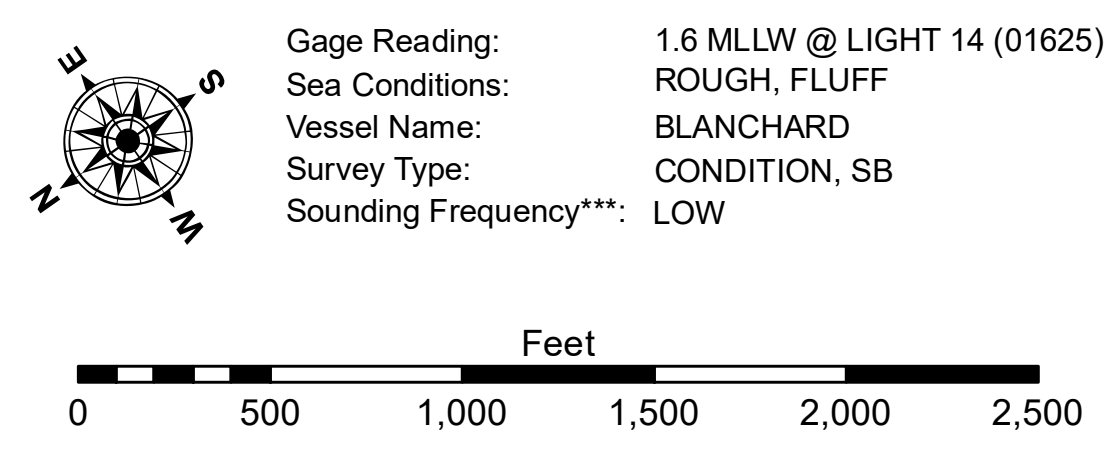 E
S
N
W
Gage Reading: 1.6 MLLW @ LIGHT 14 (01625)
Sea Conditions: ROUGH, FLUFF
Vessel Name: BLANCHARD
Survey Type: CONDITION, SB
Sounding Frequency***: LOW
Feet
0 500 1,000 1,500 2,000 2,500